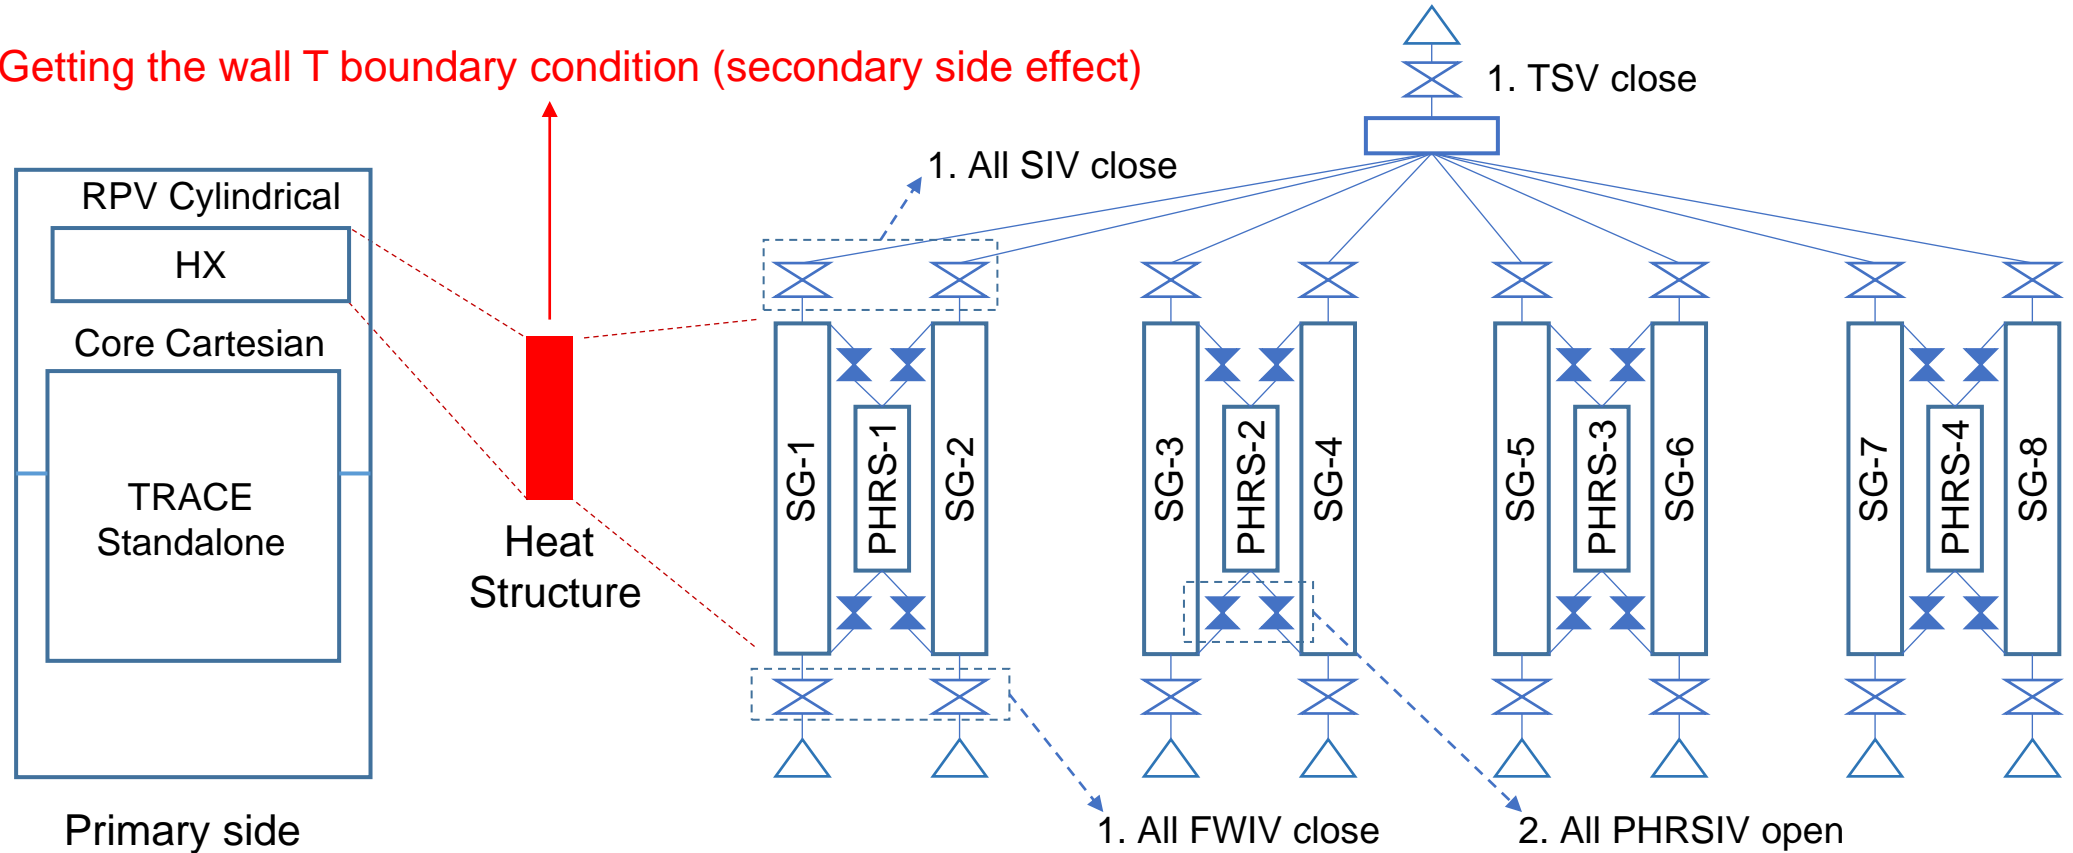 Getting the wall T boundary condition (secondary side effect)
1. TSV close
1. All SIV close
RPV Cylindrical
HX
Core Cartesian
TRACE
Standalone
Heat
Structure
SG-1
PHRS-1
SG-2
SG-3
PHRS-2
SG-4
SG-5
PHRS-3
SG-6
SG-7
PHRS-4
SG-8
Primary side
1. All FWIV close
2. All PHRSIV open